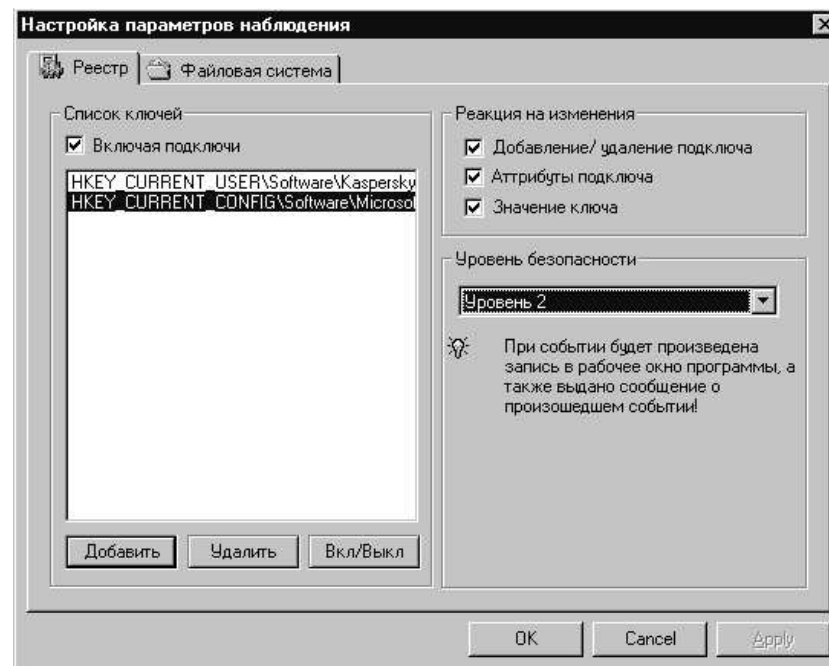 Настройка параметров наблюдения
Реестр
Файловая система
Список ключей
Включая подключи
HKEY_CURRENT_USER\Software\Kaspersky
HKEY_CURRENT_CONFIG\Software\Microsof
Добавить
Удалить
Вкл/Выкл
Реакция на изменения
Добавление/ удаление подключа
Аттрибуты подключа
Значение ключа
Уровень безопасности
Уровень 2
При событии будет произведена
запись в рабочее окно программы, а
также выдано сообщение о
произошедшем событии!
OK
Cancel
Apply